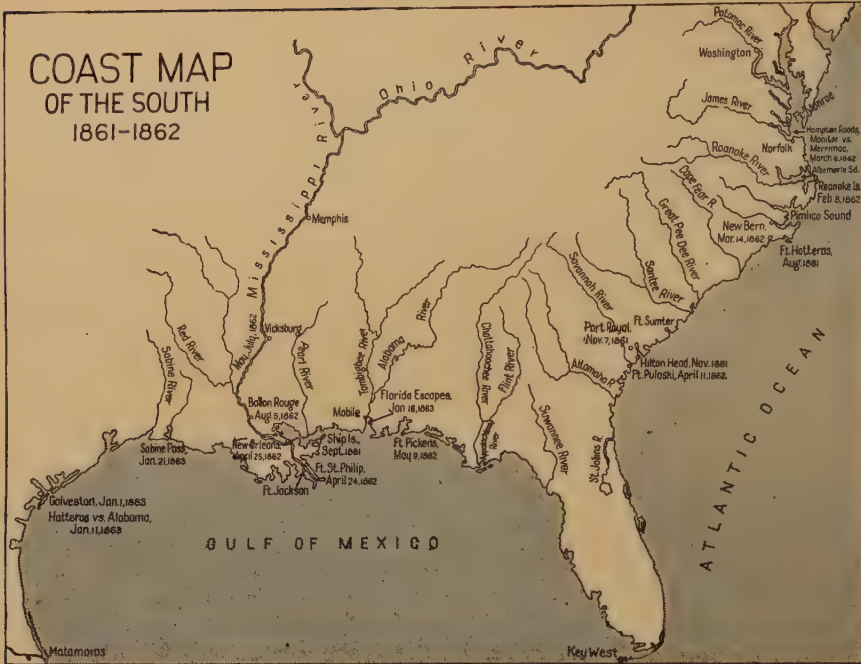 COAST MAP
OF THE SOUTH
1861-1862
Ohio River
Mississippi River
Potomac River
Washington
James River
Ft. Monroe
Hampton Roads,
Monitor vs.
Merrimac,
March 9, 1862
Norfolk
Roanoke River
Albemarle Sd.
Roanoke Is.
Feb. 8, 1862
Cape Fear R.
Pimlico Sound
New Bern,
Mar. 14, 1862
Great Pee Dee River
Ft. Hatteras,
Aug. 1861
Memphis
Santee River
Savannah River
Ft. Sumter
Port Royal,
Nov. 7, 1861
Hilton Head, Nov. 1861
Ft. Pulaski, April 11, 1862
Altamaha R.
May-July, 1862
Vicksburg
Red River
Sabine River
Pearl River
Tombigbee River
Alabama River
Chattahoochee River
Flint River
Baton Rouge
Aug. 5, 1862
Mobile
Florida Escapes,
Jan 16, 1863
Suwannee River
St. Johns R.
Sabine Pass,
Jan. 21, 1863
New Orleans,
April 25, 1862
Ship Is.,
Sept. 1861
Ft. Pickens,
May 9, 1862
River
Ft. St. Philip,
April 24, 1862
Ft. Jackson
Galveston, Jan. 1, 1863
Hatteras vs. Alabama,
Jan. 11, 1863
GULF OF MEXICO
ATLANTIC OCEAN
Matamoras
Key West